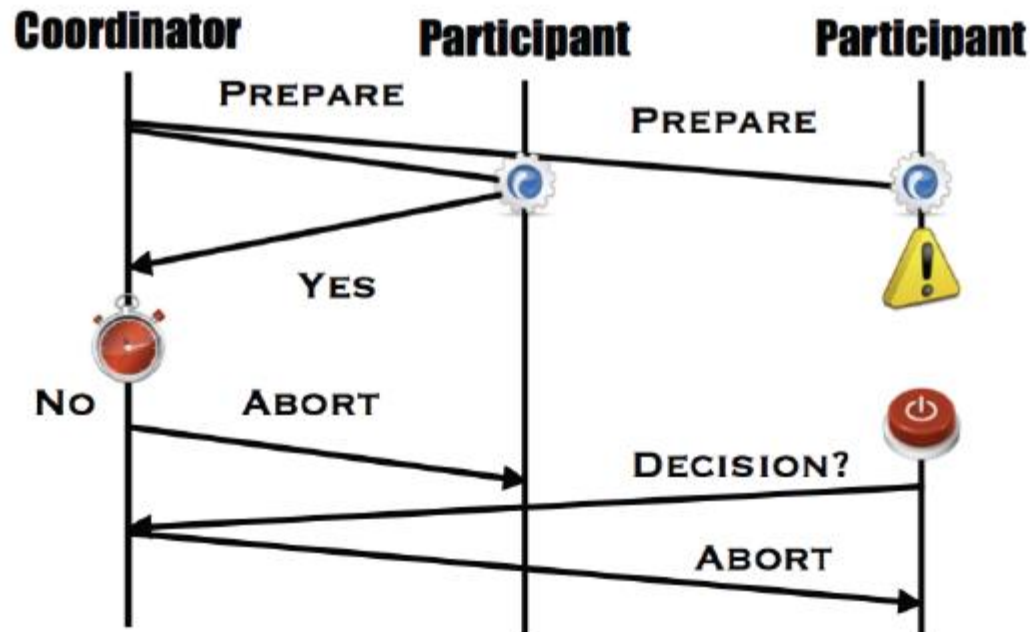 Coordinator Participant Participant
PREPARE
PREPARE
YES
NO ABORT
DECISION?
ABORT